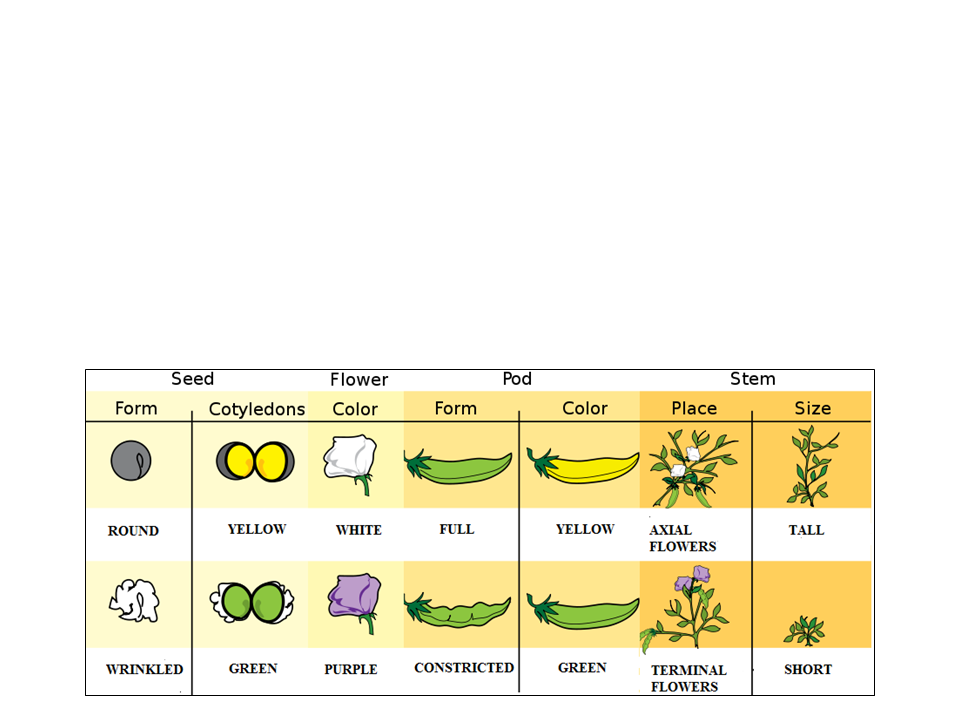 Seed Flower Pod Stem
Form Cotyledons Color Form Color Place Size
ROUND YELLOW WHITE FULL YELLOW AXIAL FLOWERS TALL
WRINKLED GREEN PURPLE CONSTRICTED GREEN TERMINAL FLOWERS SHORT